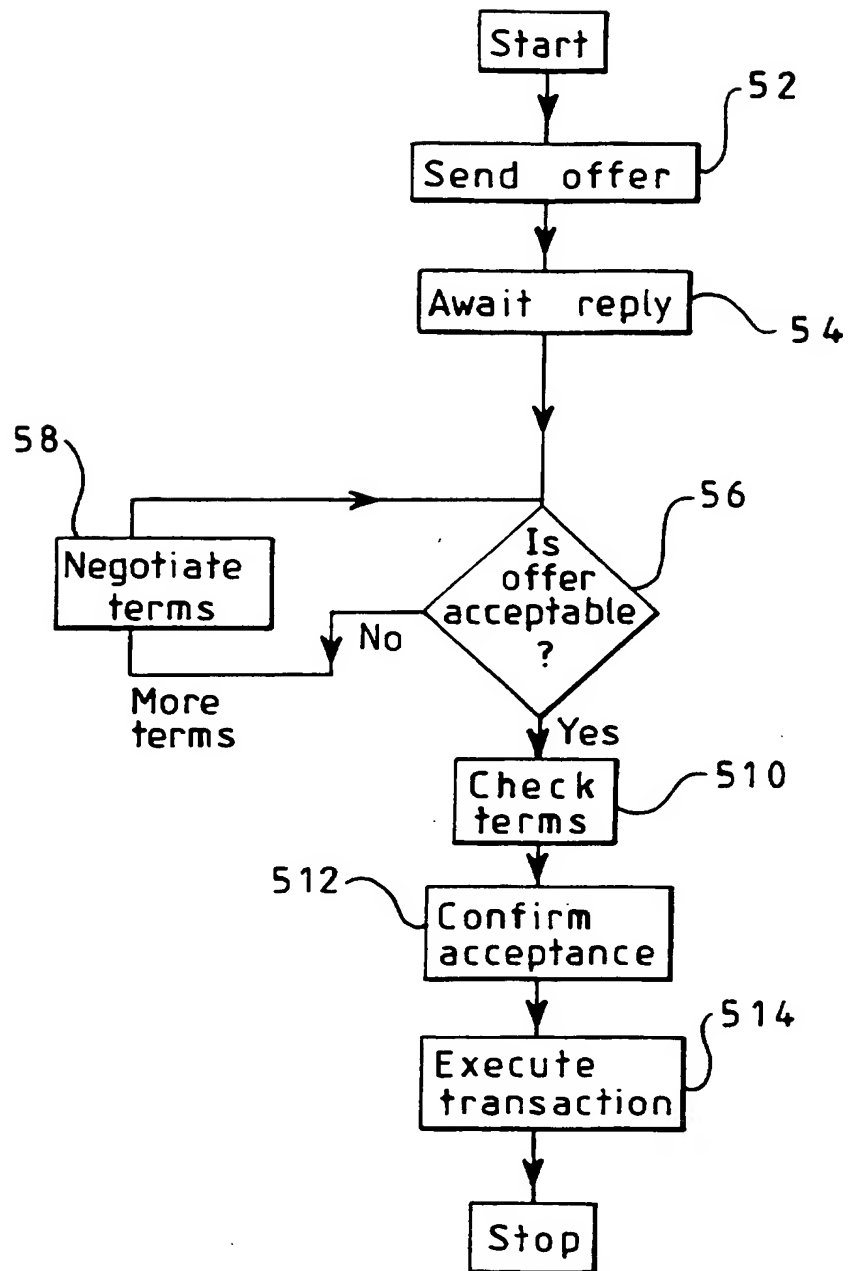 Start
52
Send offer
Await reply
54
58
56
Negotiate
terms
Is
offer
acceptable
?
No
More
terms
Yes
Check
terms
510
512
Confirm
acceptance
514
Execute
transaction
Stop